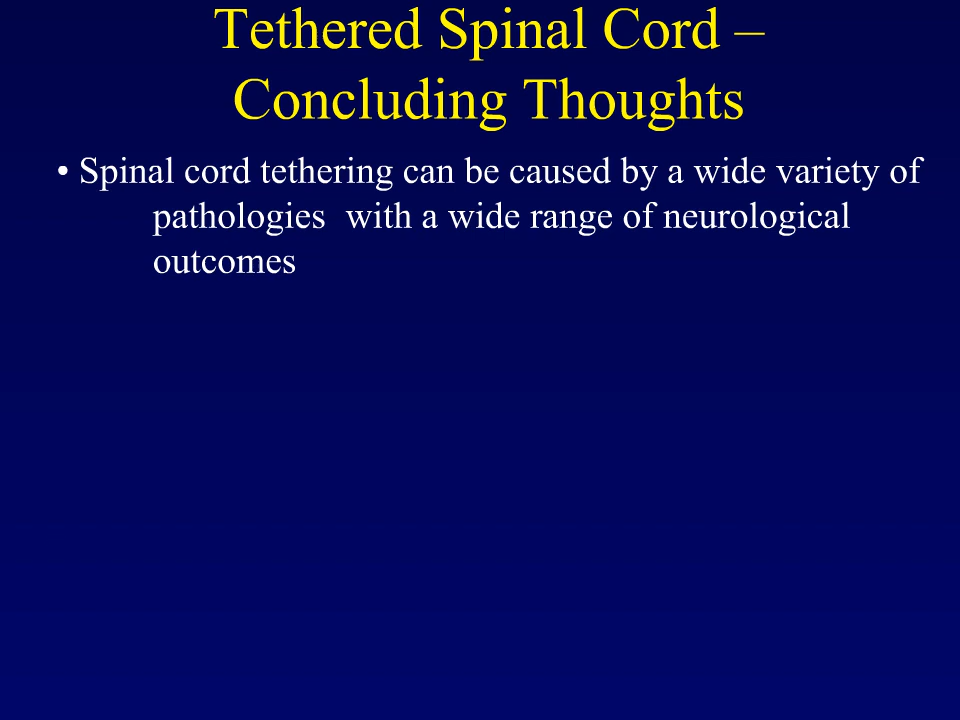 Tethered Spinal Cord –
Concluding Thoughts
• Spinal cord tethering can be caused by a wide variety of
pathologies  with a wide range of neurological
outcomes